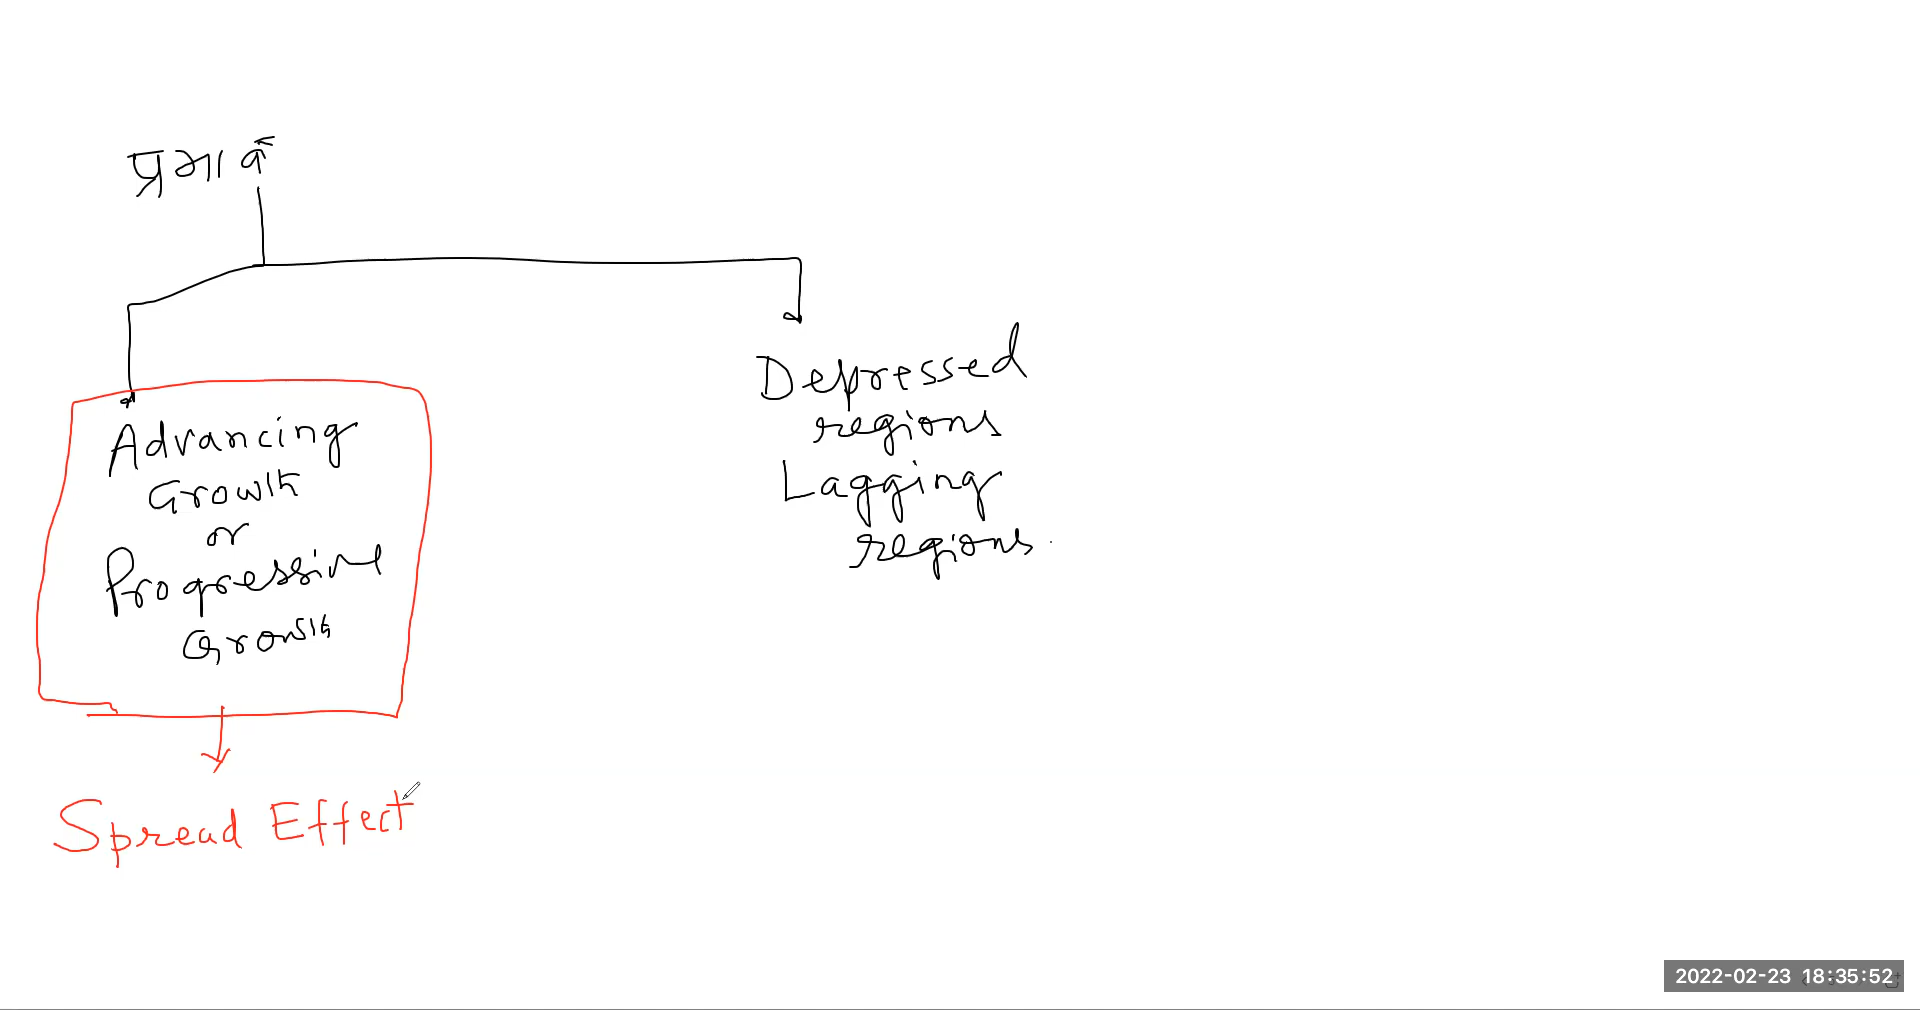 प्रभाव
Advancing
Growth
or
Progressive
Growth
Depressed
regions
Lagging
regions.
Spread Effect
2022-02-23 18:35:52